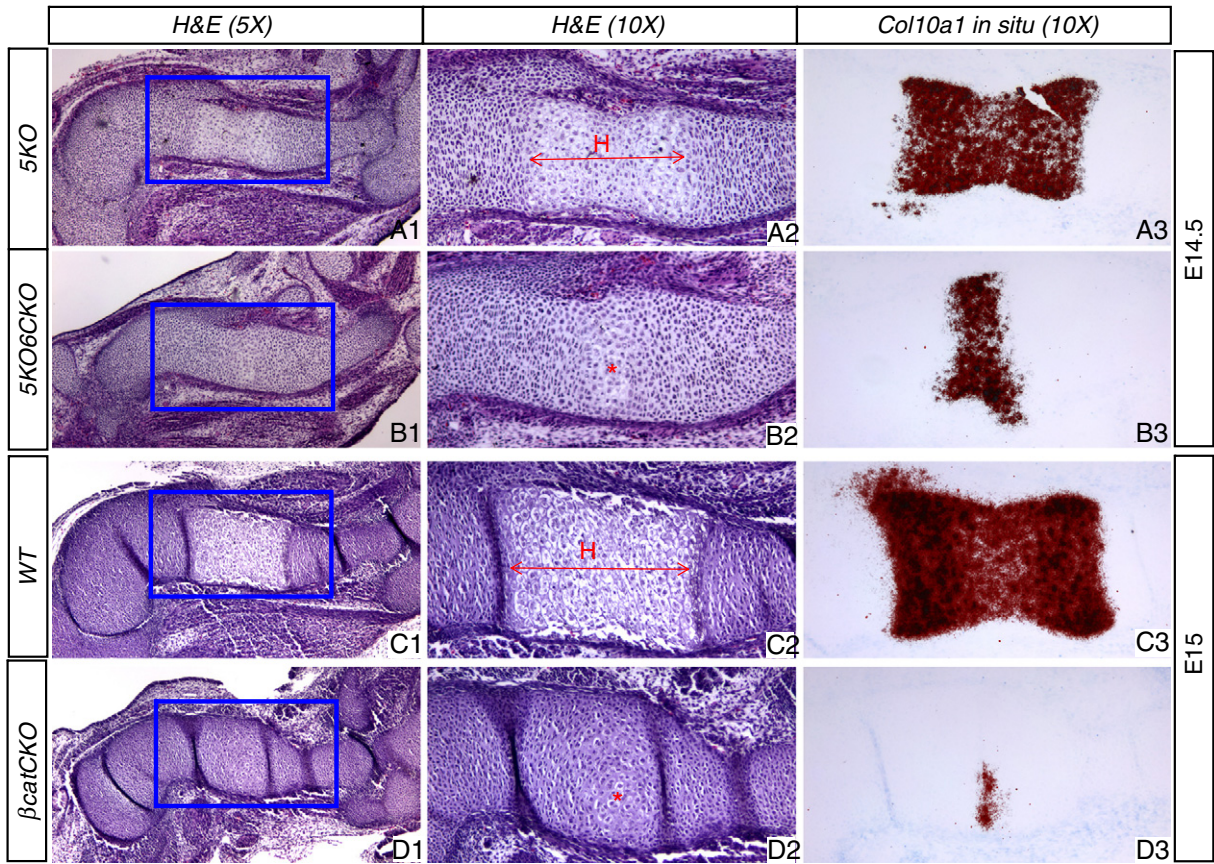 H&E (5X) H&E (10X) Col10a1 in situ (10X)
5KO
H
A1 A2 A3
E14.5
5KO6CKO
*
B1 B2 B3
WT
H
C1 C2 C3
E15
βcatCKO
*
D1 D2 D3